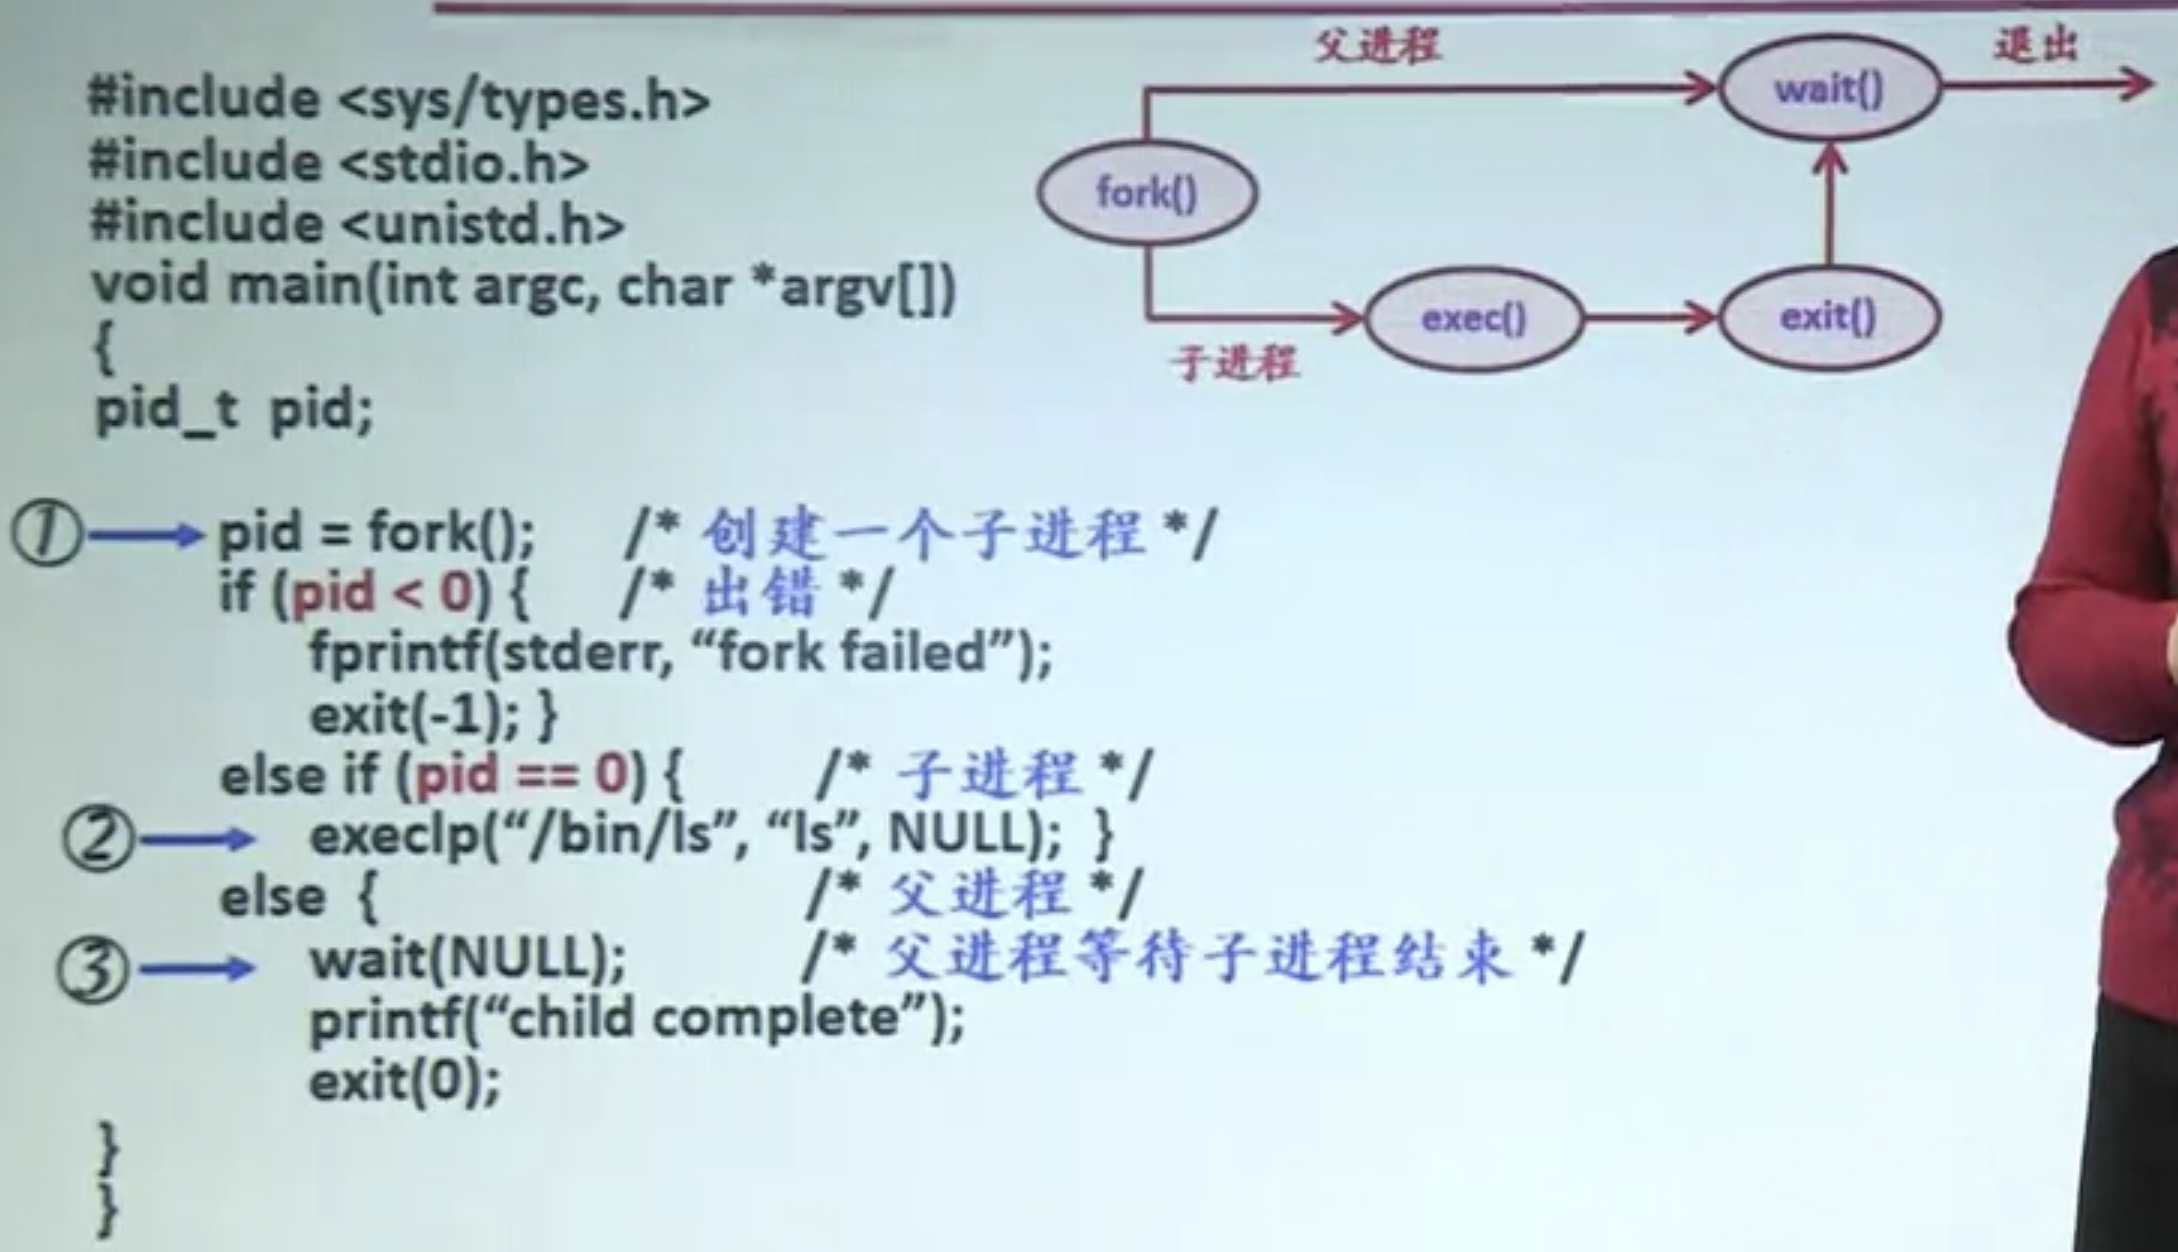 #include <sys/types.h>
#include <stdio.h>
#include <unistd.h>
void main(int argc, char *argv[])
{
pid_t pid;
① pid = fork(); /* 创建一个子进程 */
if (pid < 0) { /* 出错 */
fprintf(stderr, “fork failed”);
exit(-1); }
else if (pid == 0) { /* 子进程 */
② execlp(“/bin/ls”, “ls”, NULL); }
else { /* 父进程 */
③ wait(NULL); /* 父进程等待子进程结束 */
printf(“child complete”);
exit(0);
}
父进程
退出
wait()
fork()
exec()
exit()
子进程